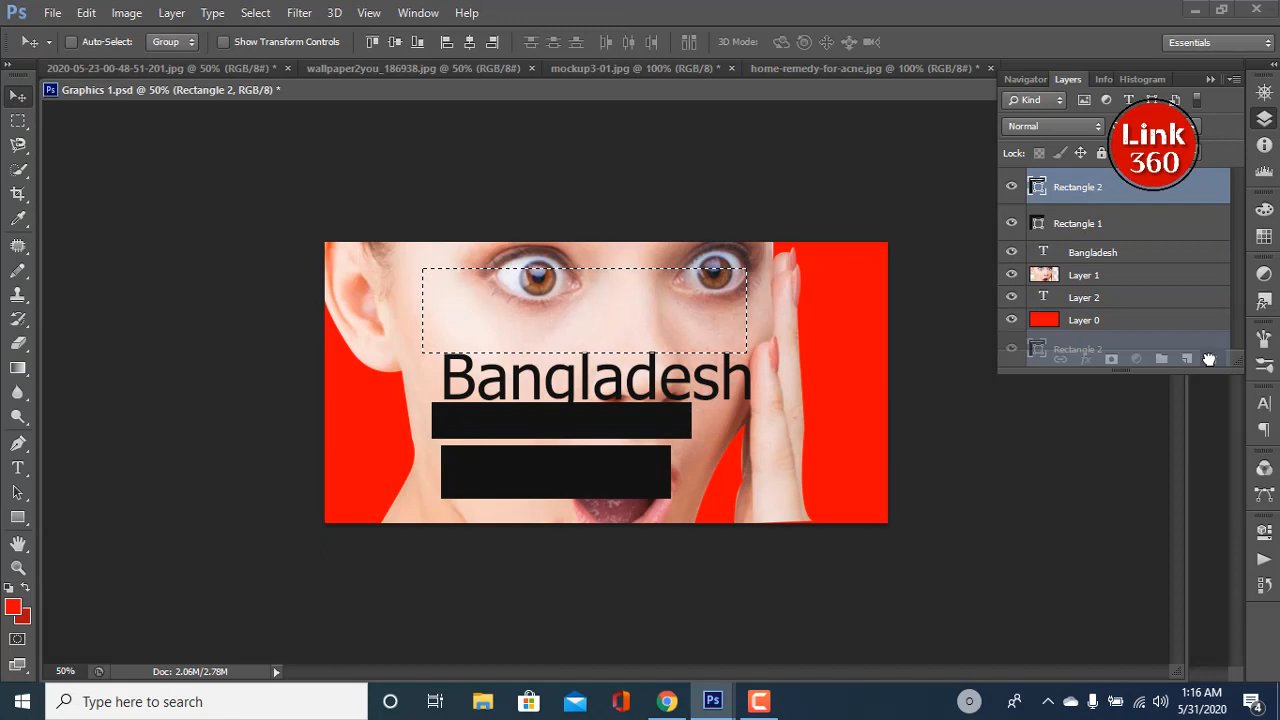 Ps File Edit Image Layer Type Select Filter 3D View Window Help
Auto-Select: Group Show Transform Controls 3D Mode: Essentials
2020-05-23-00-48-51-201.jpg @ 50% (RGB/8#) * × wallpaper2you_186938.jpg @ 50% (RGB/8#) × mockup3-01.jpg @ 100% (RGB/8) * × home-remedy-for-acne.jpg @ 100% (RGB/8#) * ×
Ps Graphics 1.psd @ 50% (Rectangle 2, RGB/8) *
Navigator Layers Info Histogram
Kind
Normal
Lock:
Link
360
Rectangle 2
Rectangle 1
Bangladesh
Layer 1
Layer 2
Layer 0
Rectangle 2
Bangladesh
50% Doc: 2.06M/2.78M
Type here to search
Ps
1:16 AM
5/31/2020
4